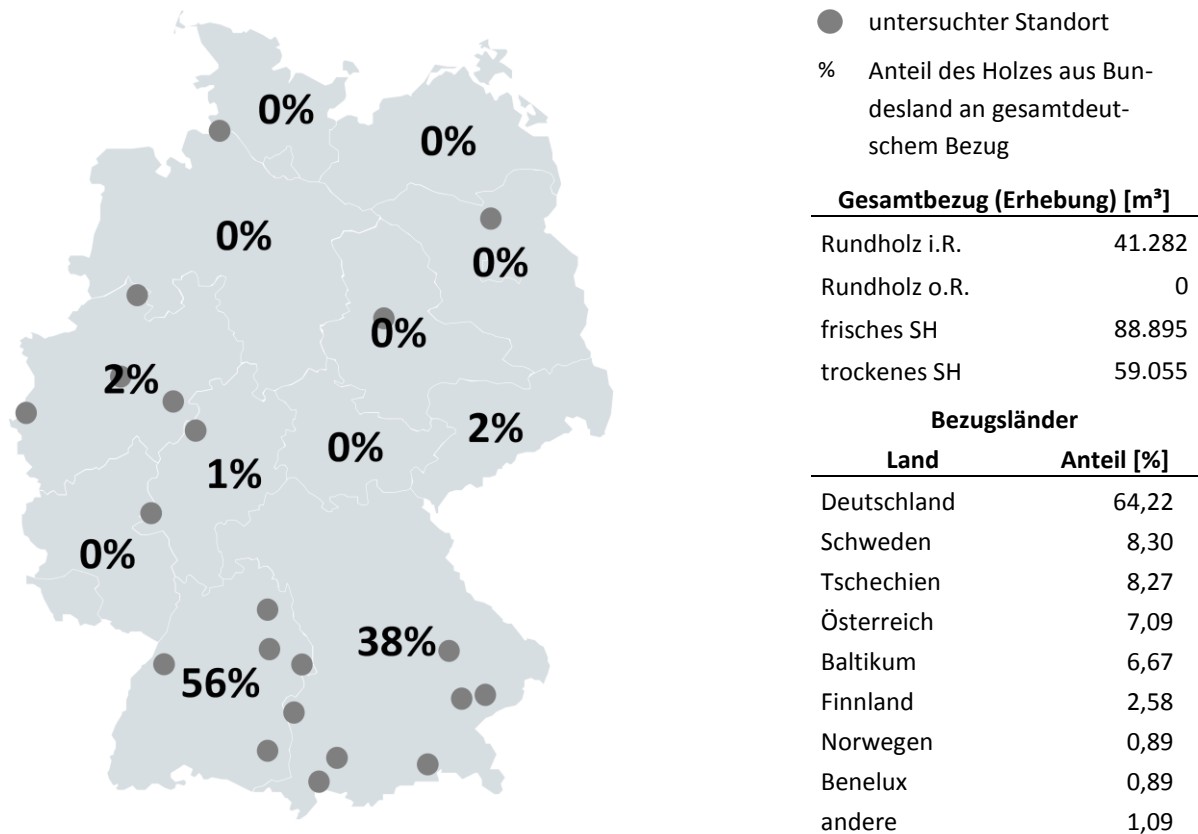 0%
0%
0%
0%
0%
2%
2%
0%
1%
0%
38%
56%
untersuchter Standort
% Anteil des Holzes aus Bun-
desland an gesamtdeut-
schem Bezug
Gesamtbezug (Erhebung) [m³]
Rundholz i.R. 41.282
Rundholz o.R. 0
frisches SH 88.895
trockenes SH 59.055
Bezugsländer
Land Anteil [%]
Deutschland 64,22
Schweden 8,30
Tschechien 8,27
Österreich 7,09
Baltikum 6,67
Finnland 2,58
Norwegen 0,89
Benelux 0,89
andere 1,09